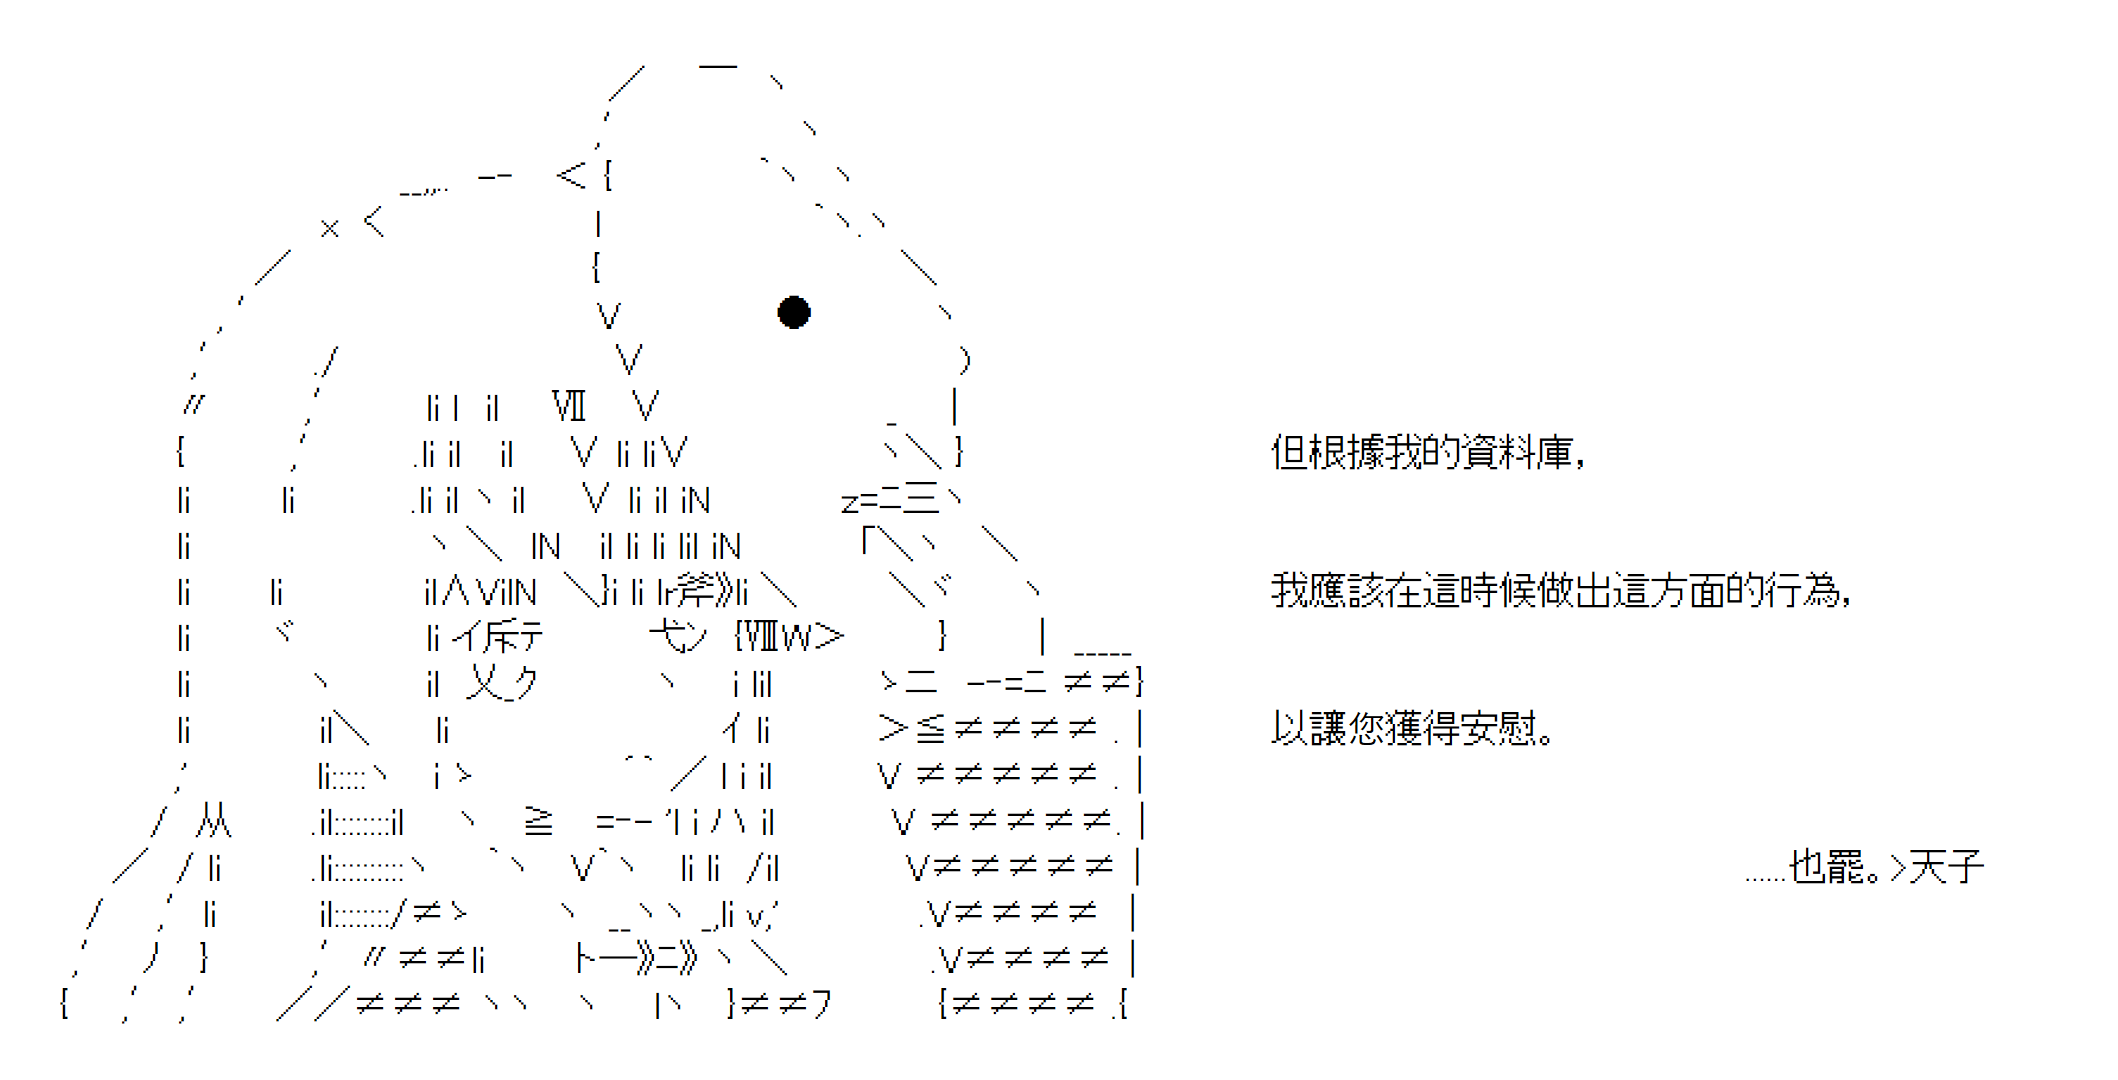 但根據我的資料庫，
我應該在這時候做出這方面的行為，
以讓您獲得安慰。
......也罷。>天子